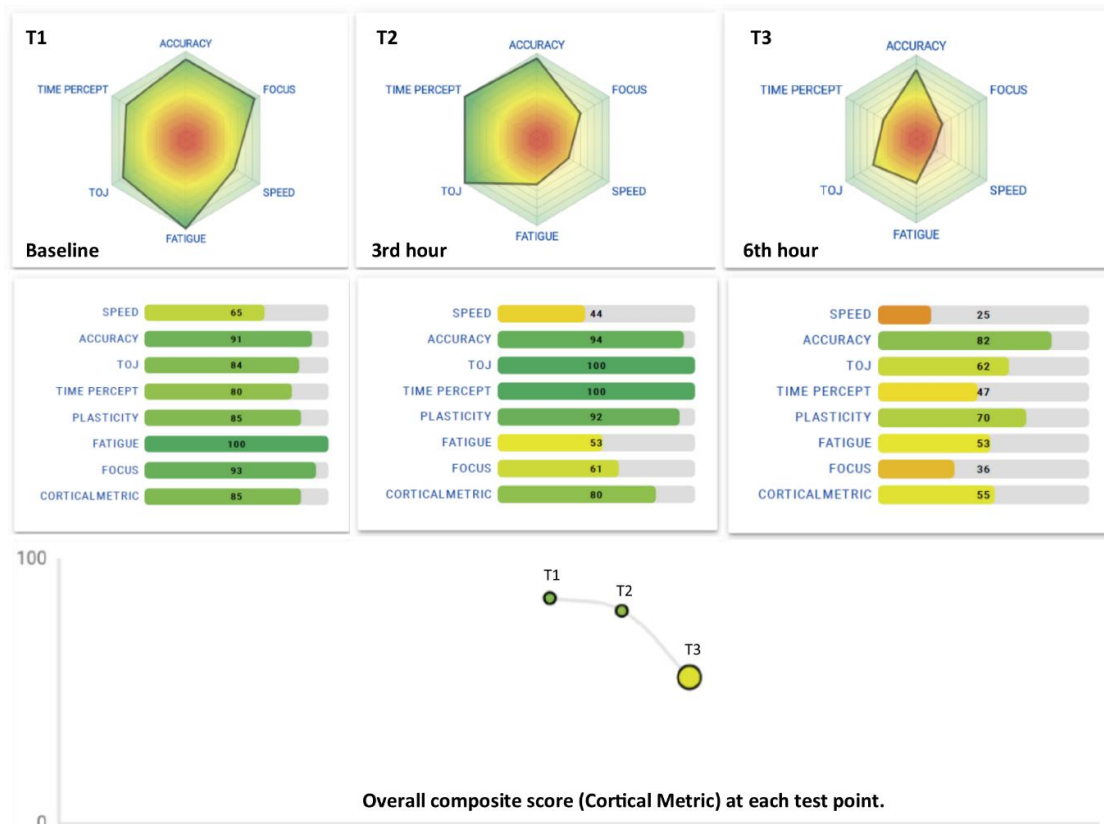 T1
ACCURACY
TIME PERCEPT
FOCUS
TOJ
SPEED
FATIGUE
Baseline
T2
ACCURACY
TIME PERCEPT
FOCUS
TOJ
SPEED
FATIGUE
3rd hour
T3
ACCURACY
TIME PERCEPT
FOCUS
TOJ
SPEED
FATIGUE
6th hour
SPEED 65
ACCURACY 91
TOJ 84
TIME PERCEPT 80
PLASTICITY 85
FATIGUE 100
FOCUS 93
CORTICALMETRIC 85
SPEED 44
ACCURACY 94
TOJ 100
TIME PERCEPT 100
PLASTICITY 92
FATIGUE 53
FOCUS 61
CORTICALMETRIC 80
SPEED 25
ACCURACY 82
TOJ 62
TIME PERCEPT 47
PLASTICITY 70
FATIGUE 53
FOCUS 36
CORTICALMETRIC 55
100
T1
T2
T3
Overall composite score (Cortical Metric) at each test point.
0